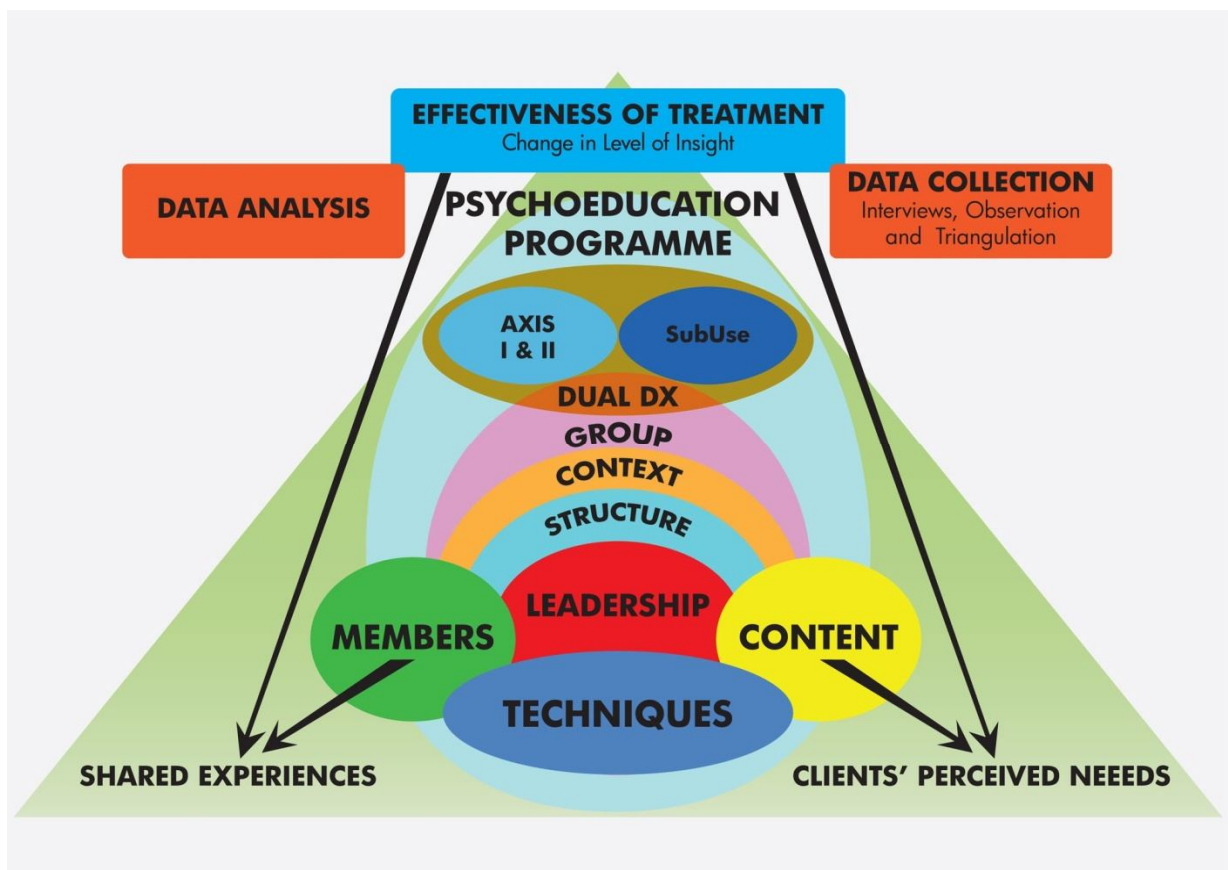 EFFECTIVENESS OF TREATMENT
Change in Level of Insight
DATA ANALYSIS
DATA COLLECTION
Interviews, Observation
and Triangulation
PSYCHOEDUCATION
PROGRAMME
AXIS
I & II
SubUse
DUAL DX
GROUP
CONTEXT
STRUCTURE
LEADERSHIP
MEMBERS
CONTENT
TECHNIQUES
SHARED EXPERIENCES
CLIENTS’ PERCEIVED NEEEDS